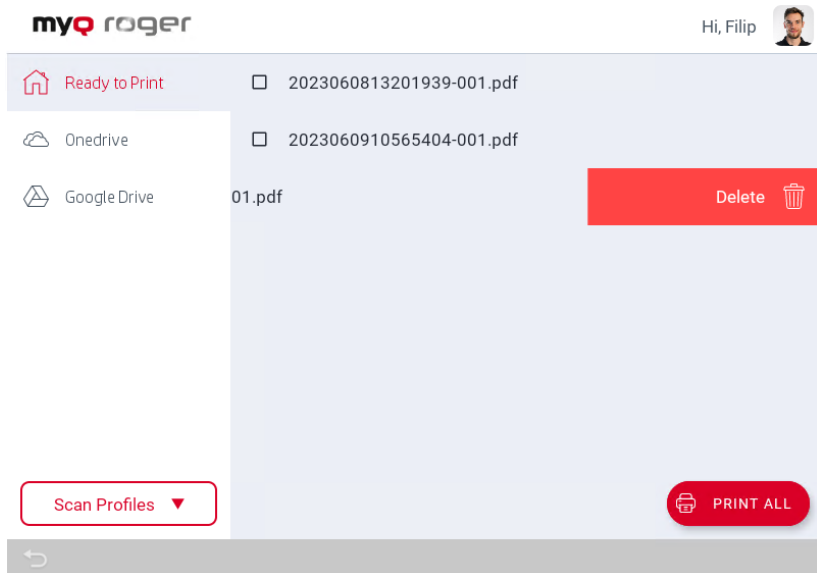 myQ roger
Hi, Filip
Ready to Print
2023060813201939-001.pdf
Onedrive
2023060910565404-001.pdf
Google Drive
01.pdf
Delete
Scan Profiles
PRINT ALL